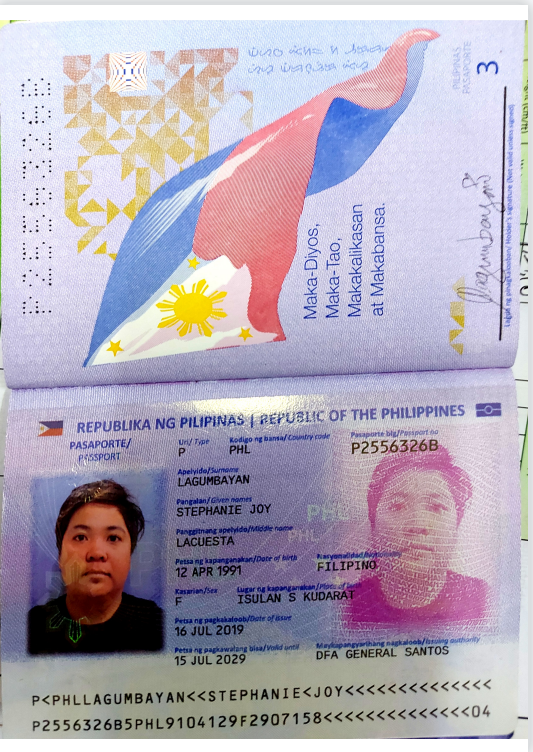 PILIPINAS
PASAPORTE
3
Maka-Diyos,
Maka-Tao,
Makakalikasan
at Makabansa.
Lagda ng pinagkalooban/ Holder's signature (Not valid unless signed)
REPUBLIKA NG PILIPINAS | REPUBLIC OF THE PHILIPPINES
PASAPORTE/
PASSPORT
Uri/ Type
Kodigo ng bansa/Country code
Pasaporte blg/Passport no
P
PHL
P2556326B
Apelyido/Surname
LAGUMBAYAN
Pangalan/Given names
STEPHANIE JOY
Panggitnang apelyido/Middle name
LACUESTA
Petsa ng kapanganakan/Date of birth
Nasyonalidad/Nationality
12 APR 1991
FILIPINO
Kasarian/Sex
Lugar ng kapanganakan/Place of birth
F
ISULAN S KUDARAT
Petsa ng pagkakaloob/Date of issue
16 JUL 2019
Petsa ng pagkawalang bisa/Valid until
Maykapangyarihang nagkaloob/Issuing authority
15 JUL 2029
DFA GENERAL SANTOS
P<PHLLAGUMBAYAN<<STEPHANIE<JOY<<<<<<<<<<<<<<
P2556326B5PHL9104129F2907158<<<<<<<<<<<<<<04